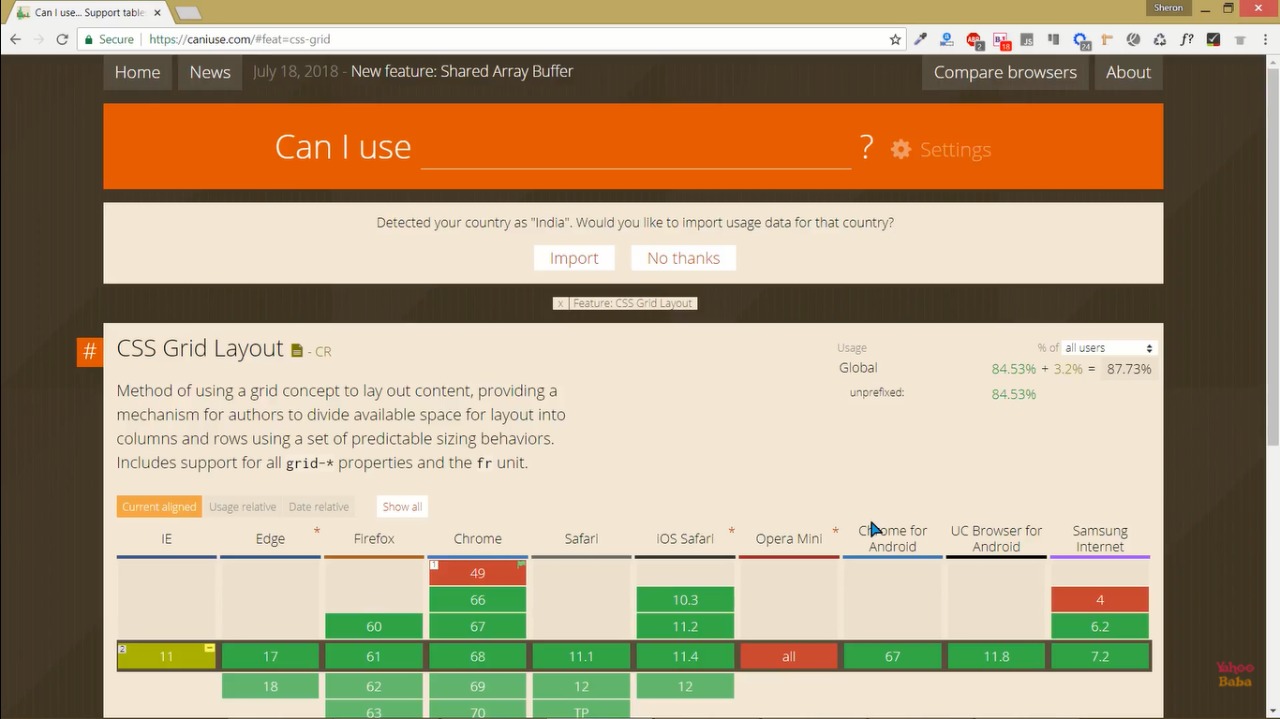 Can I use... Support table
Sheron
Secure
https://caniuse.com/#feat=css-grid
2
18
JS
24
f?
Home
News
July 18, 2018 - New feature: Shared Array Buffer
Compare browsers
About
Can I use
?
Settings
Detected your country as "India". Would you like to import usage data for that country?
Import
No thanks
x
Feature: CSS Grid Layout
#
CSS Grid Layout
- CR
Usage
% of
all users
Global
84.53% + 3.2% = 87.73%
unprefixed:
84.53%
Method of using a grid concept to lay out content, providing a
mechanism for authors to divide available space for layout into
columns and rows using a set of predictable sizing behaviors.
Includes support for all grid-* properties and the fr unit.
Current aligned
Usage relative
Date relative
Show all
IE
Edge
*
Firefox
Chrome
Safari
iOS Safari
*
Opera Mini
*
Chrome for
Android
UC Browser for
Android
Samsung
Internet
1
49
66
10.3
4
60
67
11.2
6.2
2
11
-
17
61
68
11.1
11.4
all
67
11.8
7.2
18
62
69
12
12
63
70
TP
Yahoo
Baba